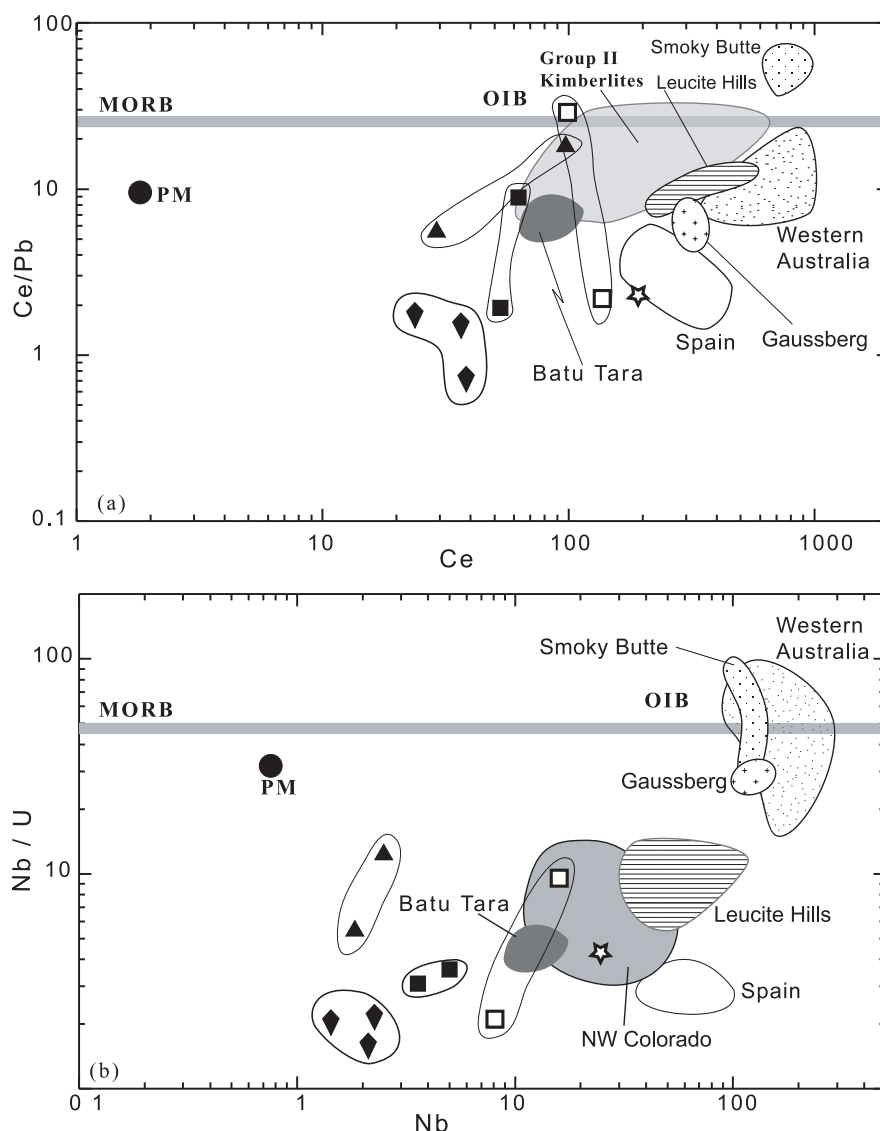 100
10
1
0.1
Ce/Pb
MORB
OIB
PM
Group II
Kimberlites
Smoky Butte
Leucite Hills
Western
Australia
Gaussberg
Spain
Batu Tara
(a)
1
10
100
1000
Ce
100
10
1
Nb / U
MORB
OIB
PM
Smoky Butte
Western
Australia
Gaussberg
Batu Tara
Leucite Hills
Spain
NW Colorado
(b)
0 1
1
10
100
Nb